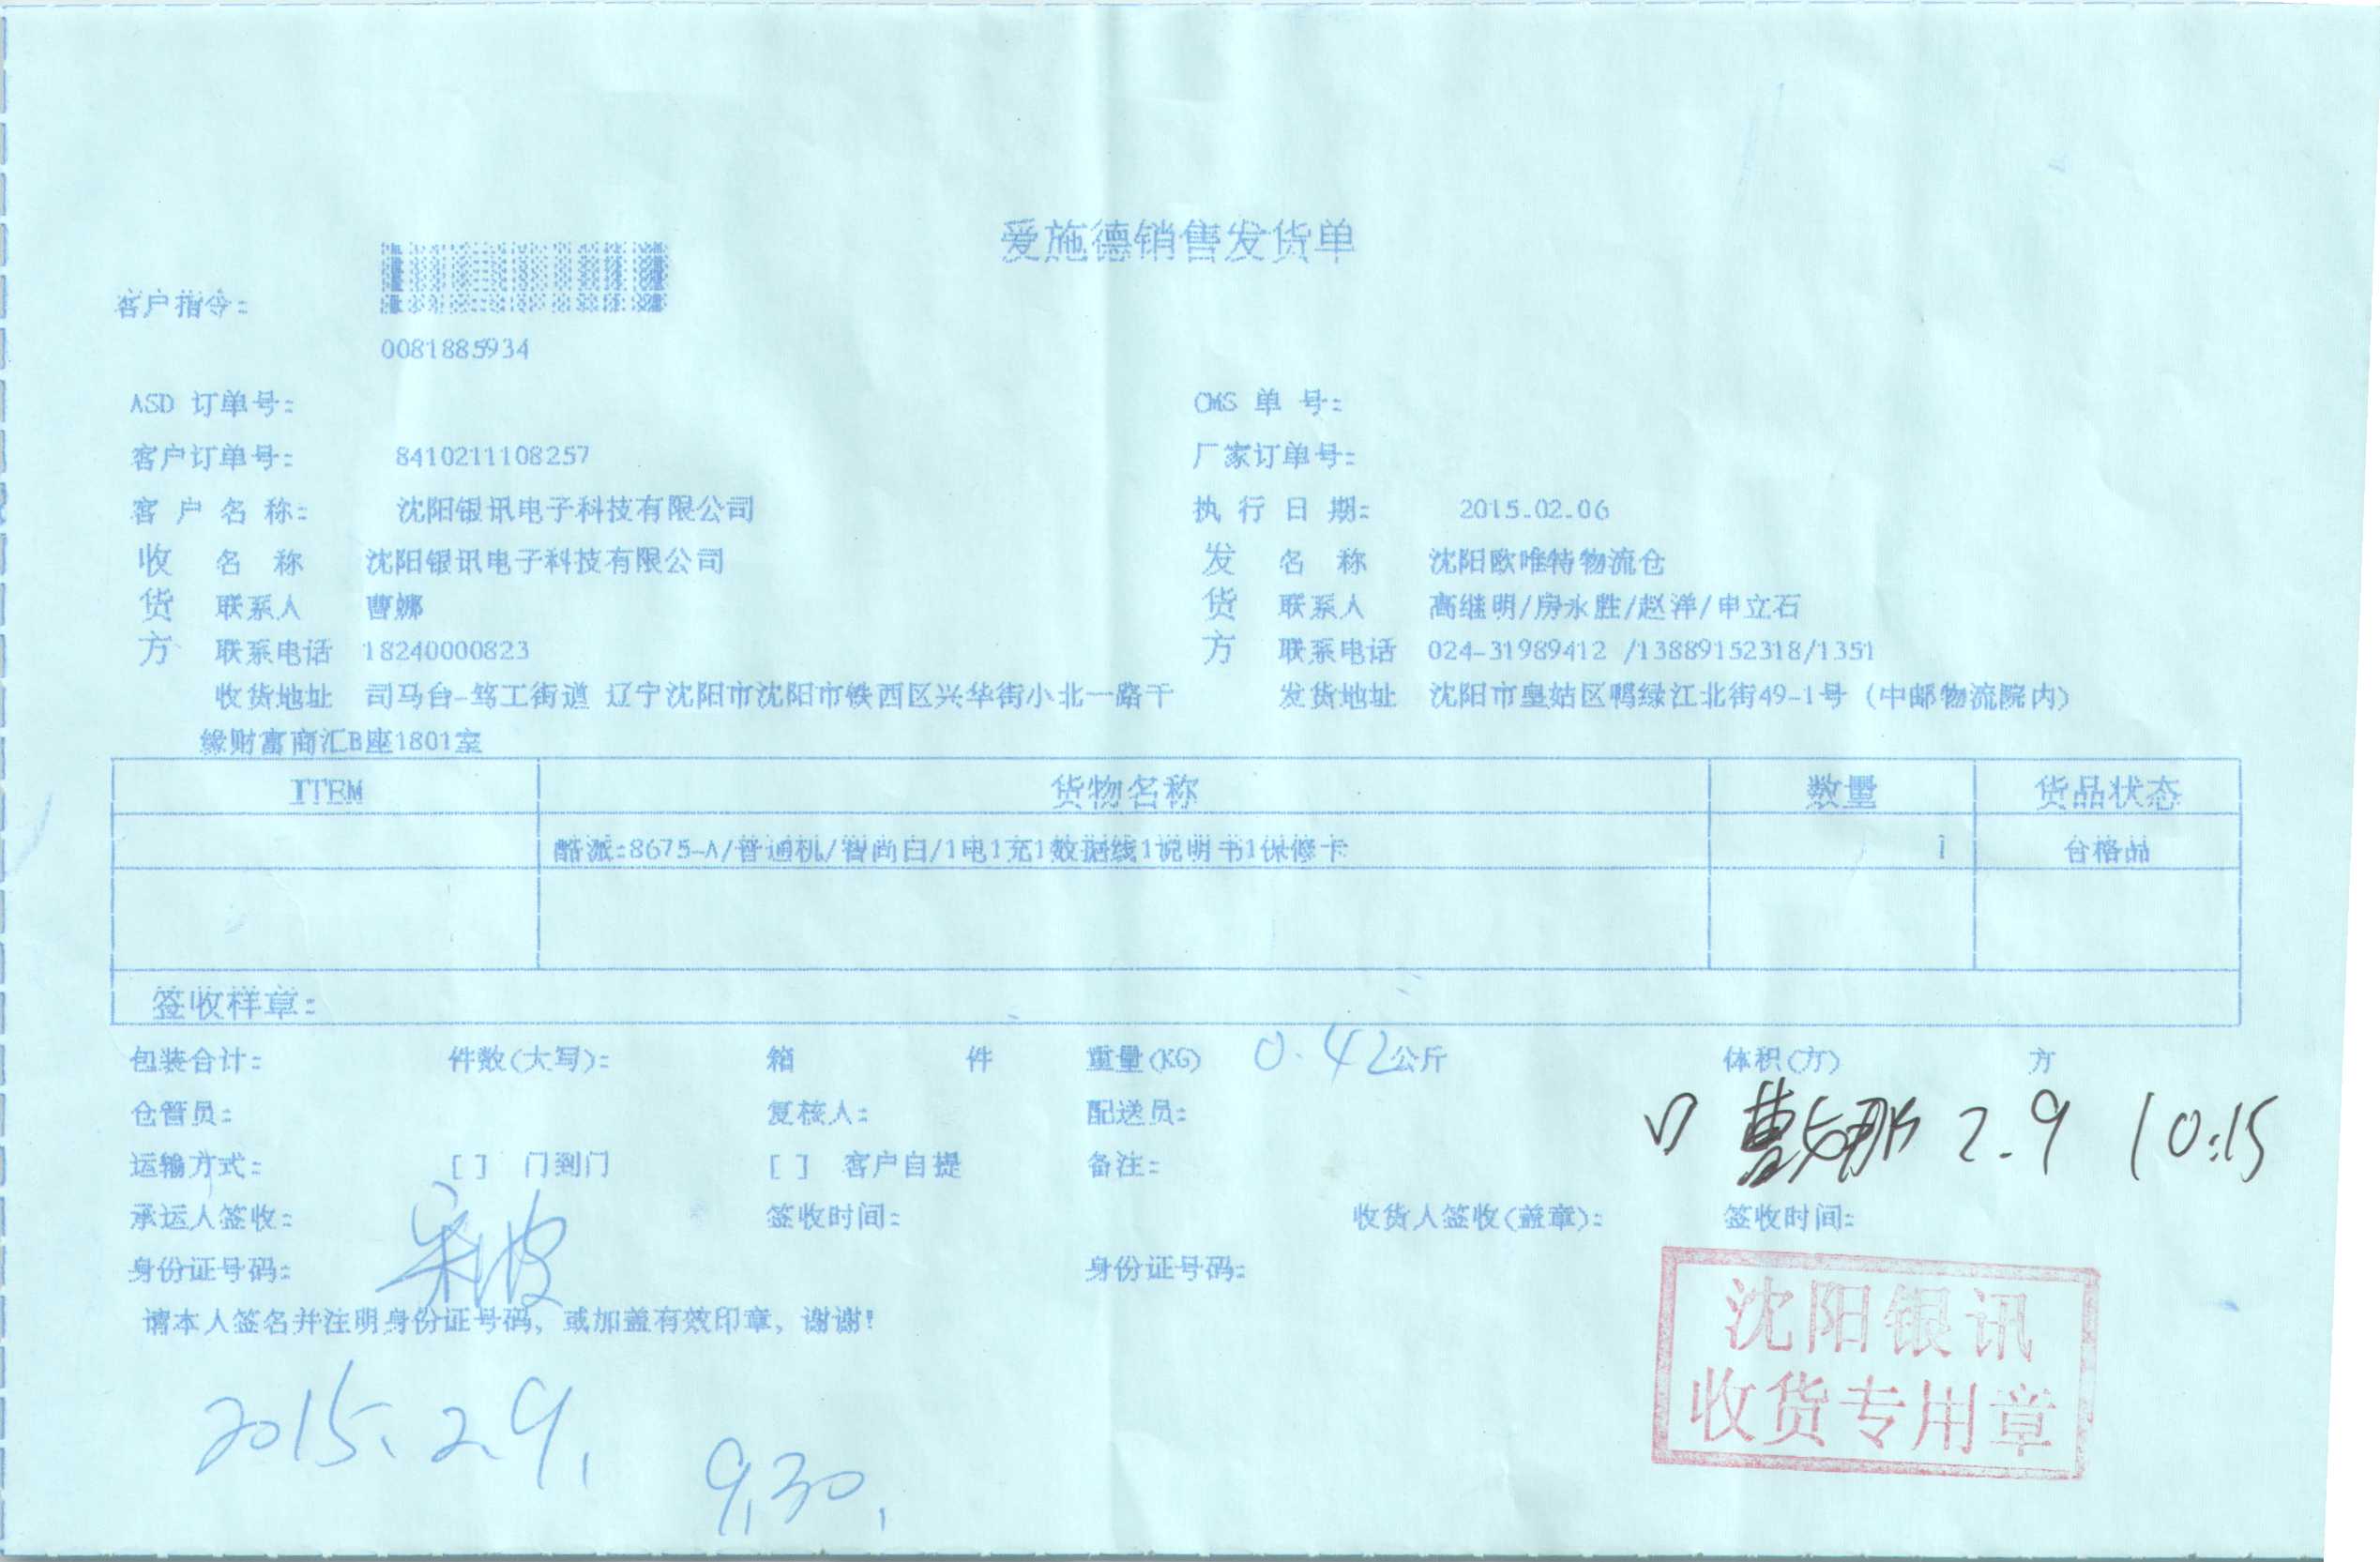 爱施德销售发货单
客户指令:
0081885934
ASD 订单号: CMS 单 号:
客户订单号: 8410211108257 厂家订单号:
客 户 名 称: 沈阳银讯电子科技有限公司 执 行 日 期: 2015.02.06
收 名 称 沈阳银讯电子科技有限公司 发 名 称 沈阳欧唯特物流仓
货 联系人 曹娜 货 联系人 高继明/房永胜/赵洋/申立石
方 联系电话 18240000823 方 联系电话 024-31989412 /13889152318/1351
收货地址 司马台-笃工街道 辽宁沈阳市沈阳市铁西区兴华街小北一路千 发货地址 沈阳市皇姑区鸭绿江北街49-1号 (中邮物流院内)
缘财富商汇B座1801室
ITEM 货物名称 数量 货品状态
酷派:8675-A/普通机/智尚白/1电1充1数据线1说明书1保修卡 1 合格品
签收样章:
包装合计: 件数(大写): 箱 件 重量(KG) 0.42公斤 体积(方) 方
仓管员: 复核人: 配送员: 曹娜 2.9 10:15
运输方式: [ ] 门到门 [ ] 客户自提 备注:
承运人签收: 宋波 签收时间: 收货人签收(盖章): 签收时间:
身份证号码: 身份证号码:
请本人签名并注明身份证号码, 或加盖有效印章, 谢谢!
沈阳银讯
收货专用章
2015.2.9.
9.30.